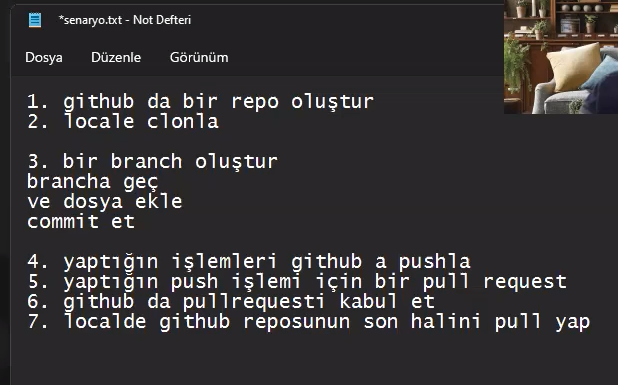 *senaryo.txt - Not Defteri
Dosya Düzenle Görünüm
1. github da bir repo oluştur
2. locale clonla
3. bir branch oluştur
brancha geç
ve dosya ekle
commit et
4. yaptığın işlemleri github a pushla
5. yaptığın push işlemi için bir pull request
6. github da pullrequesti kabul et
7. localde github reposunun son halini pull yap